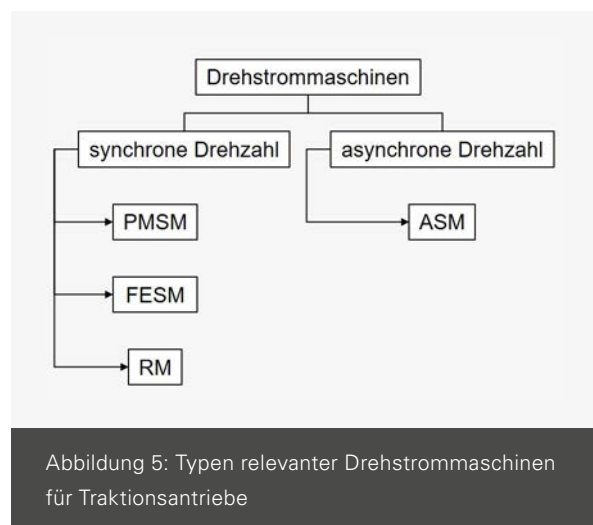 Drehstrommaschinen
synchrone Drehzahl
asynchrone Drehzahl
PMSM
ASM
FESM
RM
Abbildung 5: Typen relevanter Drehstrommaschinen
für Traktionsantriebe